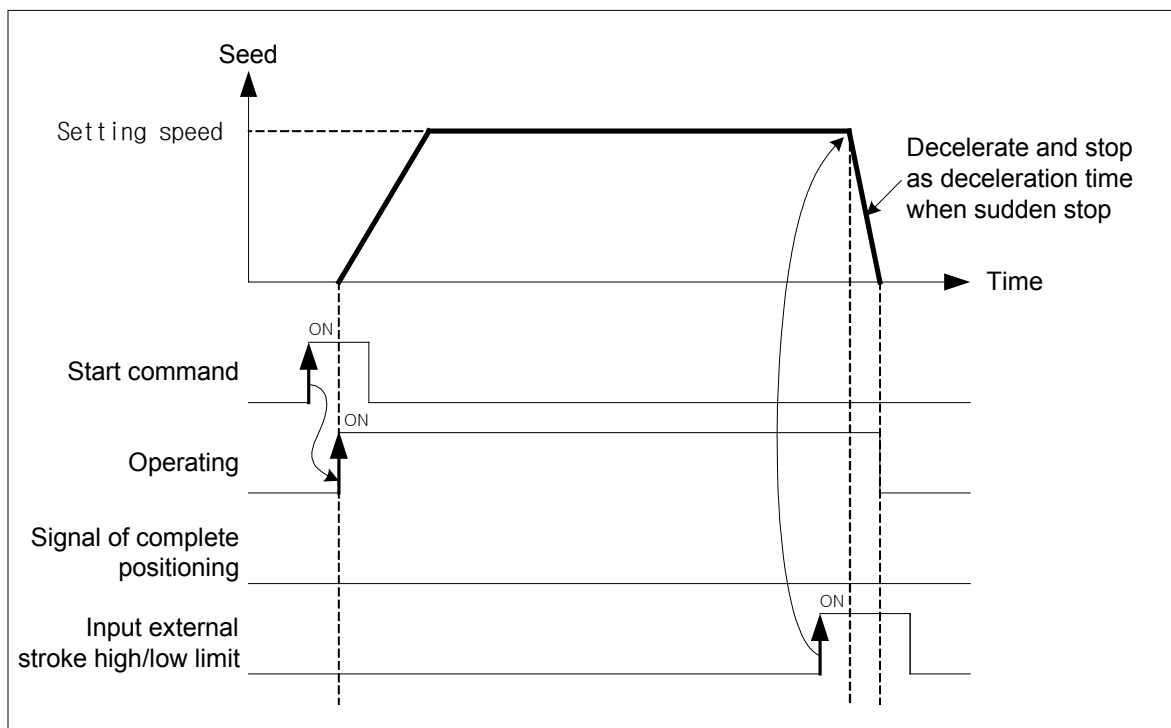 Seed
Setting speed
Decelerate and stop
as deceleration time
when sudden stop
Time
ON
Start command
ON
Operating
Signal of complete
positioning
ON
Input external
stroke high/low limit